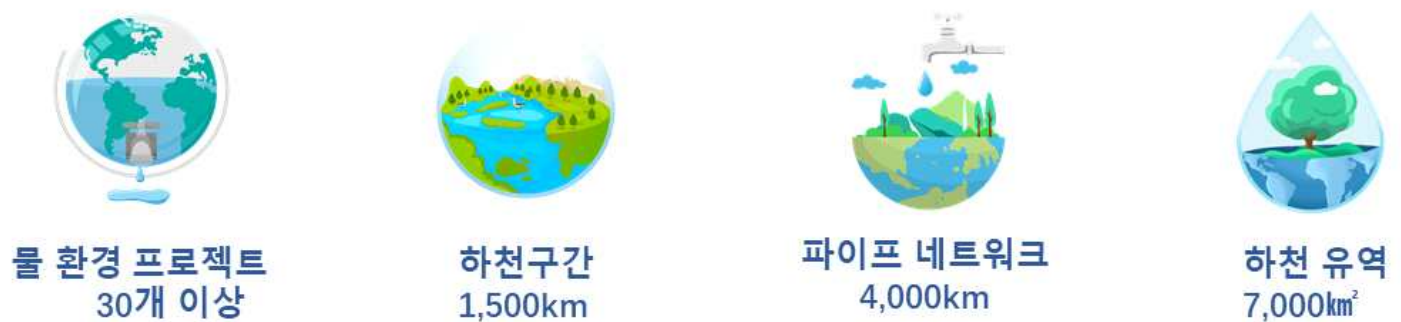 물 환경 프로젝트
30개 이상
하천구간
1,500km
파이프 네트워크
4,000km
하천 유역
7,000㎢